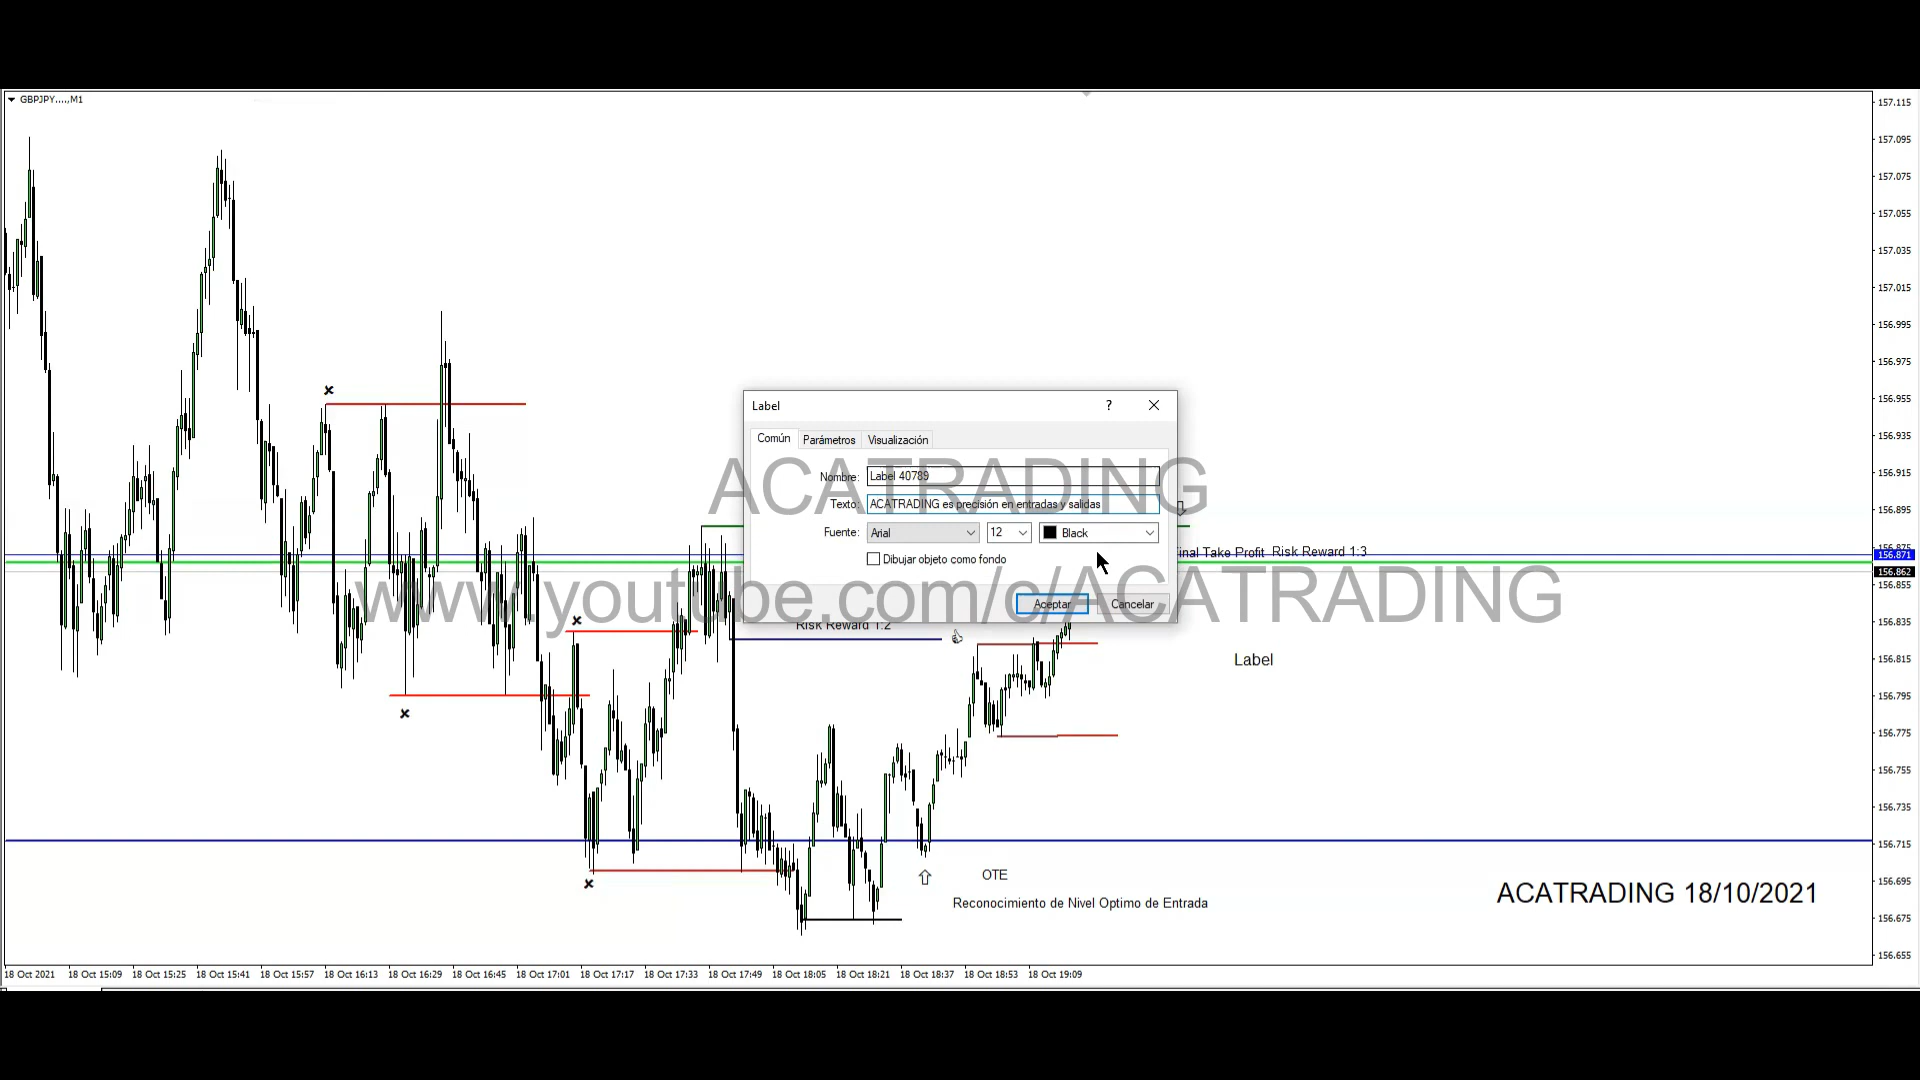 GBPJPY....,M1
157.115
157.095
157.075
157.055
157.035
157.015
156.995
156.975
156.955
156.935
156.915
156.895
156.875
156.871
156.862
156.855
156.835
156.815
156.795
156.775
156.755
156.735
156.715
156.695
156.675
156.655
Label
?
Común Parámetros Visualización
ACATRADING
Nombre: Label 40789
Texto: ACATRADING es precisión en entradas y salidas
Fuente: Arial 12 Black
Dibujar objeto como fondo
Take Profit Risk Reward 1:3
www.youtube.com/c/ACATRADING
Aceptar Cancelar
Risk Reward 1:2
Label
OTE
Reconocimiento de Nivel Optimo de Entrada
ACATRADING 18/10/2021
18 Oct 2021 18 Oct 15:09 18 Oct 15:25 18 Oct 15:41 18 Oct 15:57 18 Oct 16:13 18 Oct 16:29 18 Oct 16:45 18 Oct 17:01 18 Oct 17:17 18 Oct 17:33 18 Oct 17:49 18 Oct 18:05 18 Oct 18:21 18 Oct 18:37 18 Oct 18:53 18 Oct 19:09